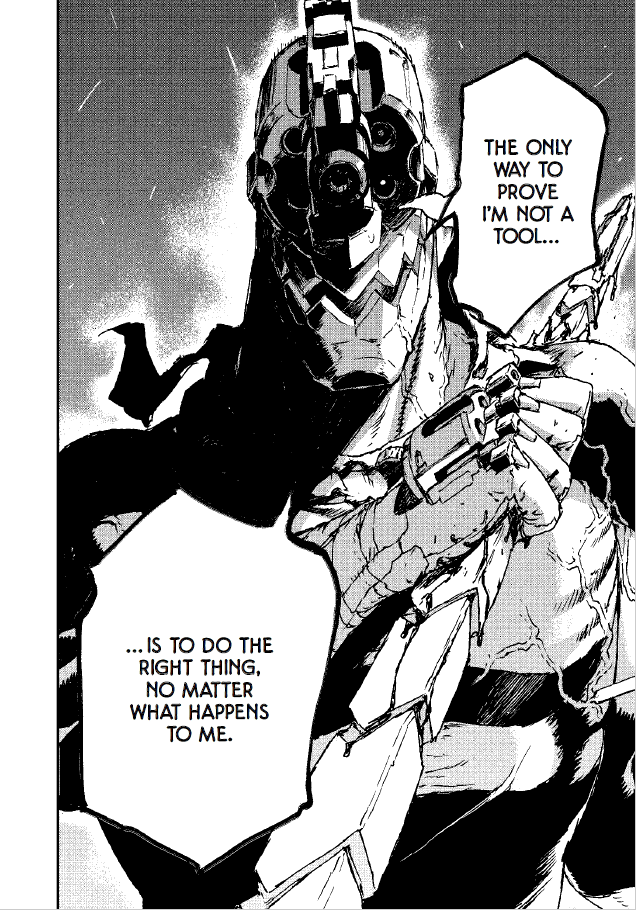 THE ONLY
WAY TO
PROVE
I'M NOT A
TOOL...
...IS TO DO THE
RIGHT THING,
NO MATTER
WHAT HAPPENS
TO ME.